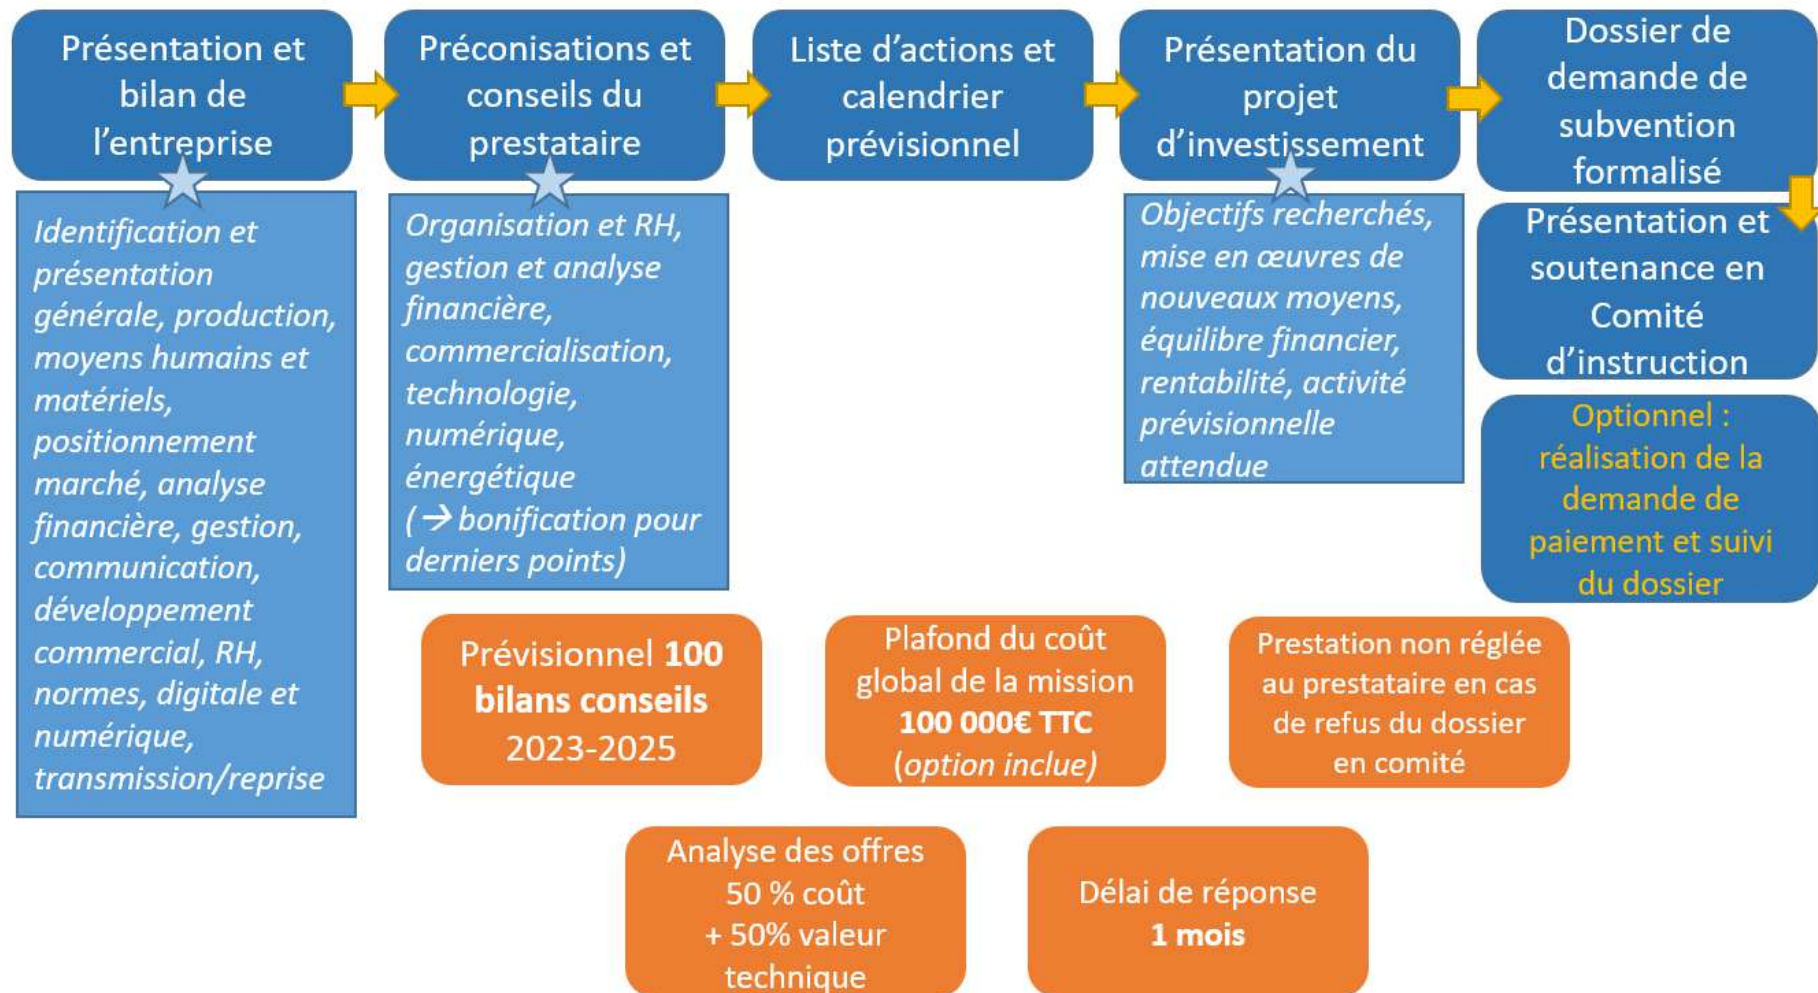 Présentation et
bilan de
l’entreprise
Préconisations et
conseils du
prestataire
Liste d’actions et
calendrier
prévisionnel
Présentation du
projet
d’investissement
Dossier de
demande de
subvention
formalisé
Identification et
présentation
générale, production,
moyens humains et
matériels,
positionnement
marché, analyse
financière, gestion,
communication,
développement
commercial, RH,
normes, digitale et
numérique,
transmission/reprise
Organisation et RH,
gestion et analyse
financière,
commercialisation,
technologie,
numérique,
énergétique
(→ bonification pour
derniers points)
Objectifs recherchés,
mise en œuvres de
nouveaux moyens,
équilibre financier,
rentabilité, activité
prévisionnelle
attendue
Présentation et
soutenance en
Comité
d’instruction
Optionnel :
réalisation de la
demande de
paiement et suivi
du dossier
Prévisionnel 100
bilans conseils
2023-2025
Plafond du coût
global de la mission
100 000€ TTC
(option inclue)
Prestation non réglée
au prestataire en cas
de refus du dossier
en comité
Analyse des offres
50 % coût
+ 50% valeur
technique
Délai de réponse
1 mois